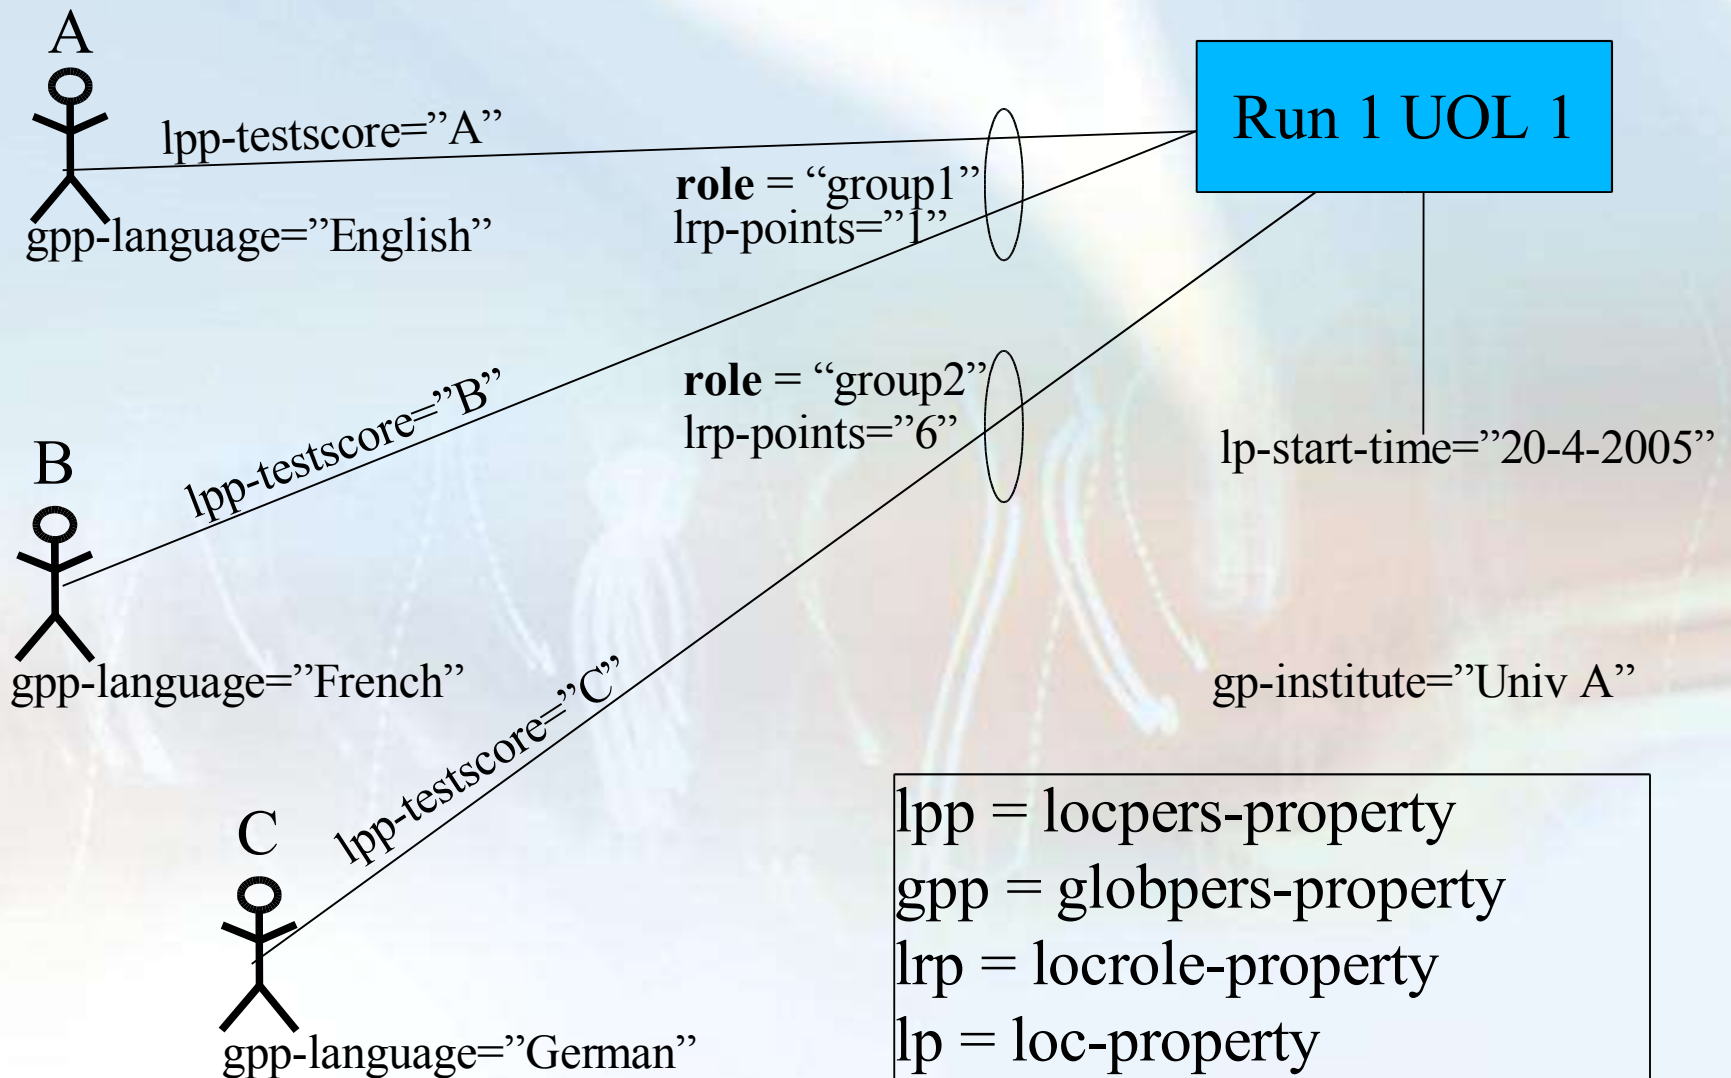 A
lpp-testscore=”A”
gpp-language=”English”
role = “group1”
lrp-points=”1”
Run 1 UOL 1
B
lpp-testscore=”B”
gpp-language=”French”
role = “group2”
lrp-points=”6”
lp-start-time=”20-4-2005”
gp-institute=”Univ A”
C
lpp-testscore=”C”
gpp-language=”German”
lpp = locpers-property
gpp = globpers-property
lrp = locrole-property
lp = loc-property